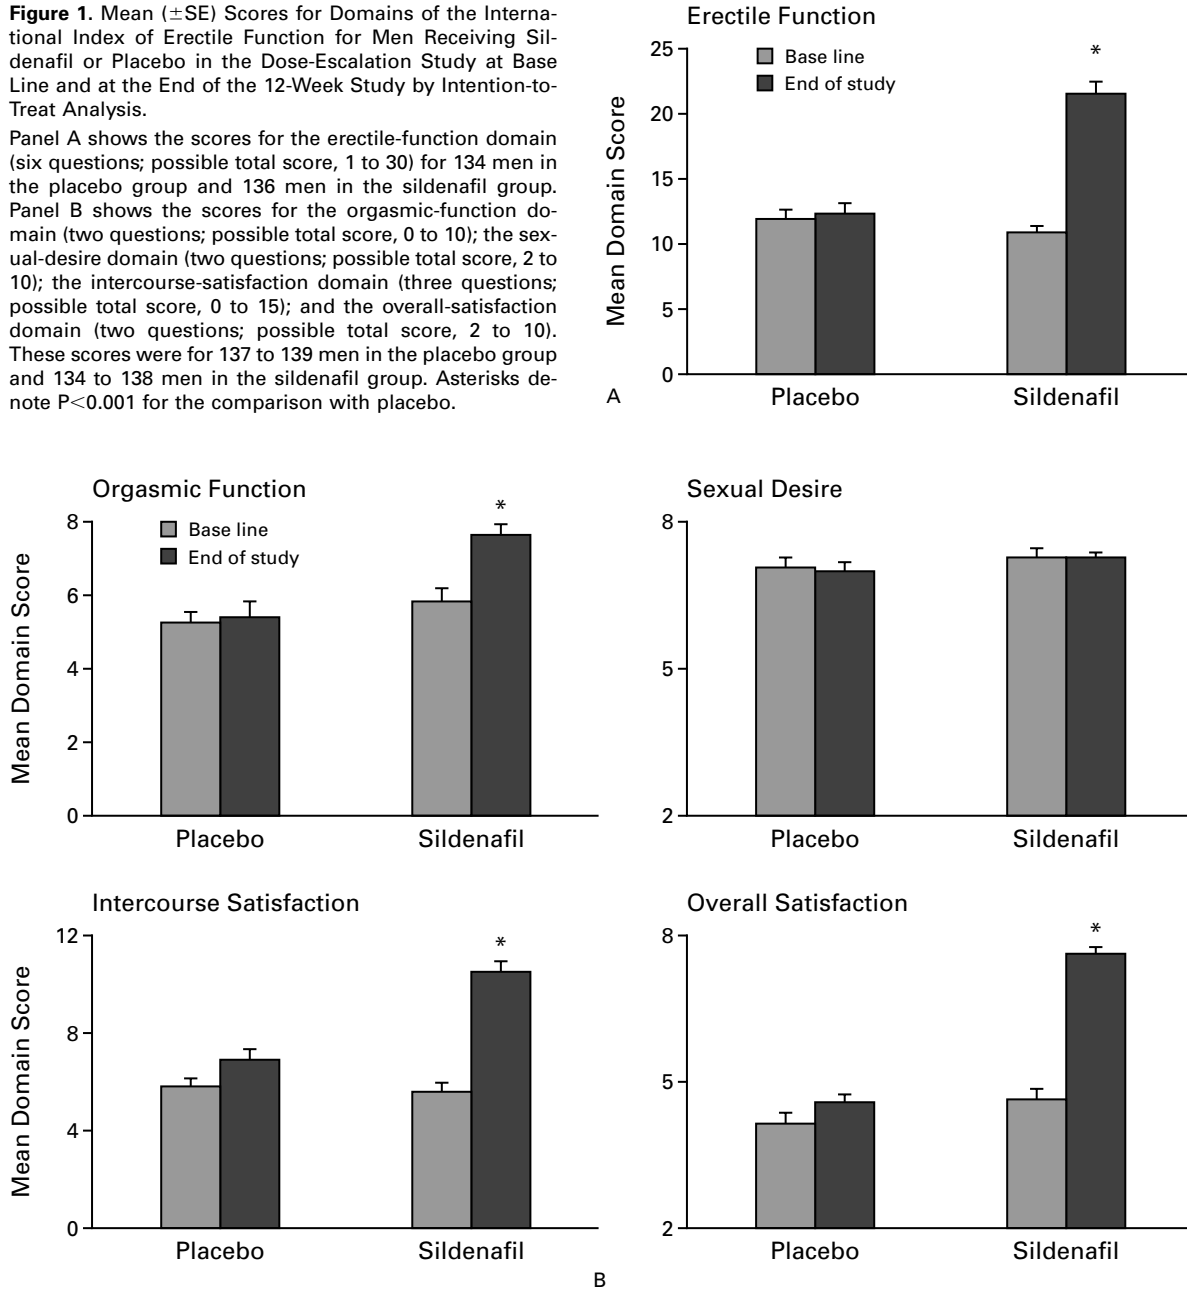 Figure 1. Mean (±SE) Scores for Domains of the Interna-
tional Index of Erectile Function for Men Receiving Sil-
denafil or Placebo in the Dose-Escalation Study at Base
Line and at the End of the 12-Week Study by Intention-to-
Treat Analysis.
Panel A shows the scores for the erectile-function domain
(six questions; possible total score, 1 to 30) for 134 men in
the placebo group and 136 men in the sildenafil group.
Panel B shows the scores for the orgasmic-function do-
main (two questions; possible total score, 0 to 10); the sex-
ual-desire domain (two questions; possible total score, 2 to
10); the intercourse-satisfaction domain (three questions;
possible total score, 0 to 15); and the overall-satisfaction
domain (two questions; possible total score, 2 to 10).
These scores were for 137 to 139 men in the placebo group
and 134 to 138 men in the sildenafil group. Asterisks de-
note P<0.001 for the comparison with placebo.
Erectile Function
Mean Domain Score
25
20
15
10
5
0
Base line
End of study
*
Placebo
Sildenafil
A
Orgasmic Function
Mean Domain Score
8
6
4
2
0
Base line
End of study
*
Placebo
Sildenafil
Sexual Desire
8
5
2
Placebo
Sildenafil
Intercourse Satisfaction
Mean Domain Score
12
8
4
0
*
Placebo
Sildenafil
Overall Satisfaction
8
5
2
*
Placebo
Sildenafil
B